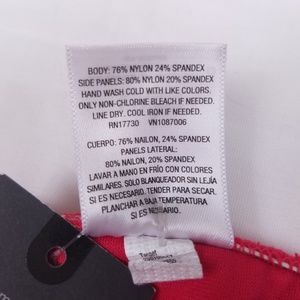 BODY: 76% NYLON 24% SPANDEX
SIDE PANELS: 80% NYLON 20% SPANDEX
HAND WASH COLD WITH LIKE COLORS.
ONLY NON-CHLORINE BLEACH IF NEEDED.
LINE DRY. COOL IRON IF NEEDED.
RN17730 VN1087006
CUERPO: 76% NAILON, 24% SPANDEX
PANELS LATERAL:
80% NAILON, 20% SPANDEX
LAVAR A MANO EN FRÍO CON COLORES
SIMILARES. SOLO BLANQUEADOR SIN LEJÍA
SI ES NECESARIO. TENDER PARA SECAR.
PLANCHAR A BAJA TEMPERATURA
SI ES NECESARIO.
Target